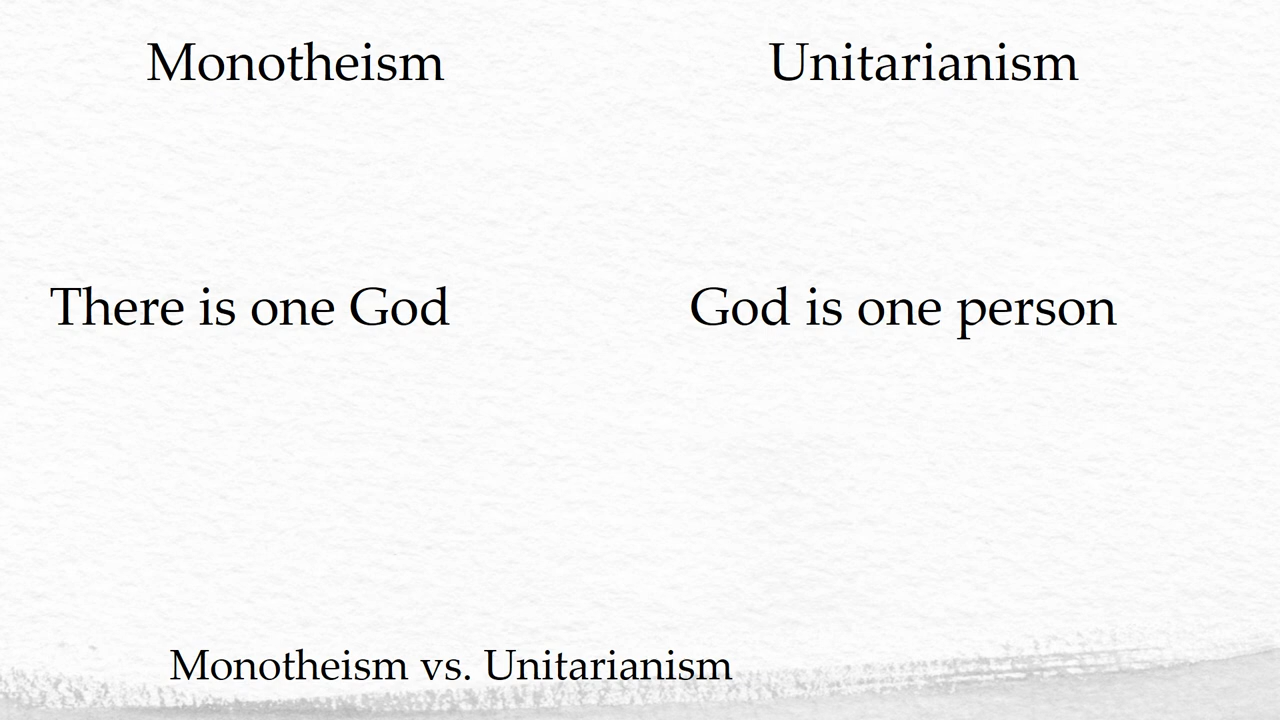 Monotheism
Unitarianism
There is one God
God is one person
Monotheism vs. Unitarianism